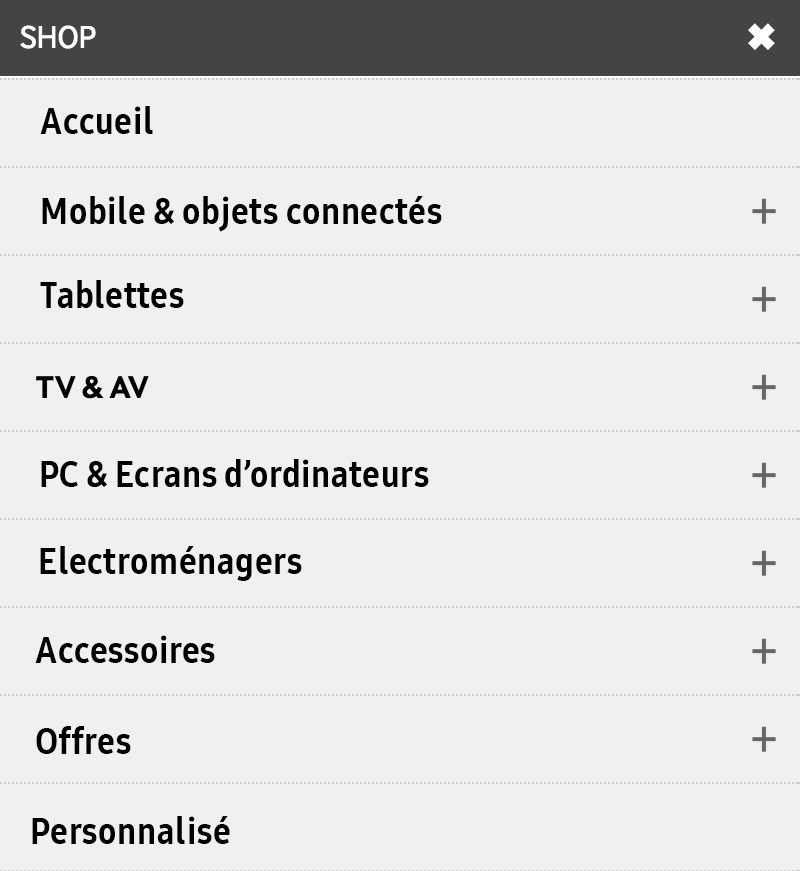 SHOP
Accueil
Mobile & objets connectés
Tablettes
TV & AV
PC & Ecrans d’ordinateurs
Electroménagers
Accessoires
Offres
Personnalisé